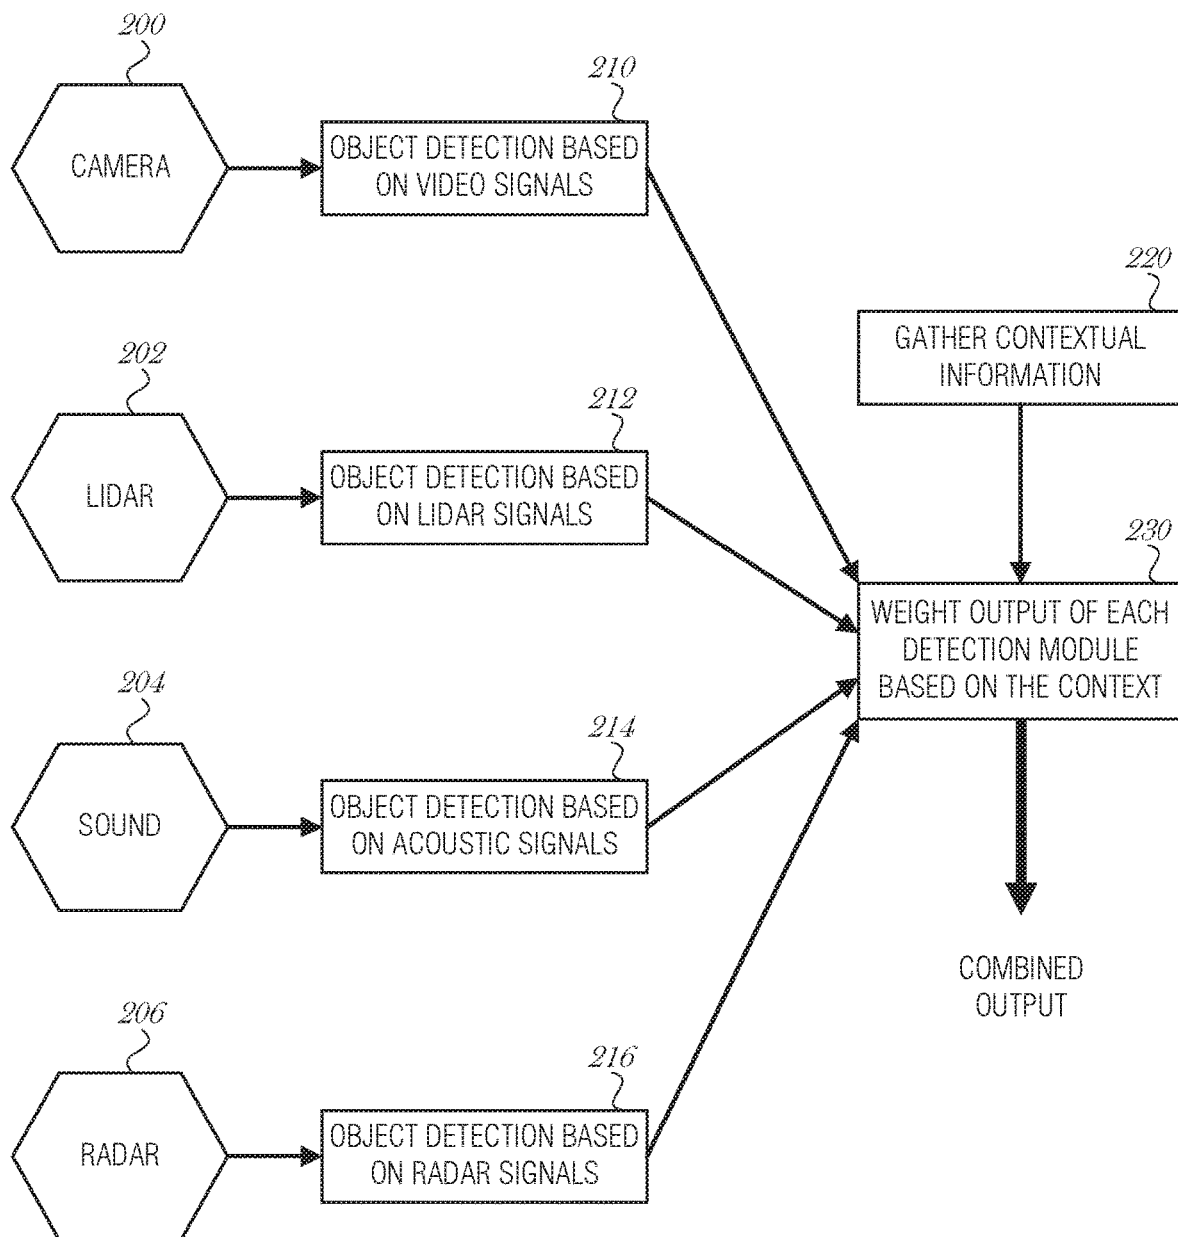 200
CAMERA
210
OBJECT DETECTION BASED
ON VIDEO SIGNALS
220
GATHER CONTEXTUAL
INFORMATION
202
LIDAR
212
OBJECT DETECTION BASED
ON LIDAR SIGNALS
230
WEIGHT OUTPUT OF EACH
DETECTION MODULE
BASED ON THE CONTEXT
204
SOUND
214
OBJECT DETECTION BASED
ON ACOUSTIC SIGNALS
COMBINED
OUTPUT
206
RADAR
216
OBJECT DETECTION BASED
ON RADAR SIGNALS